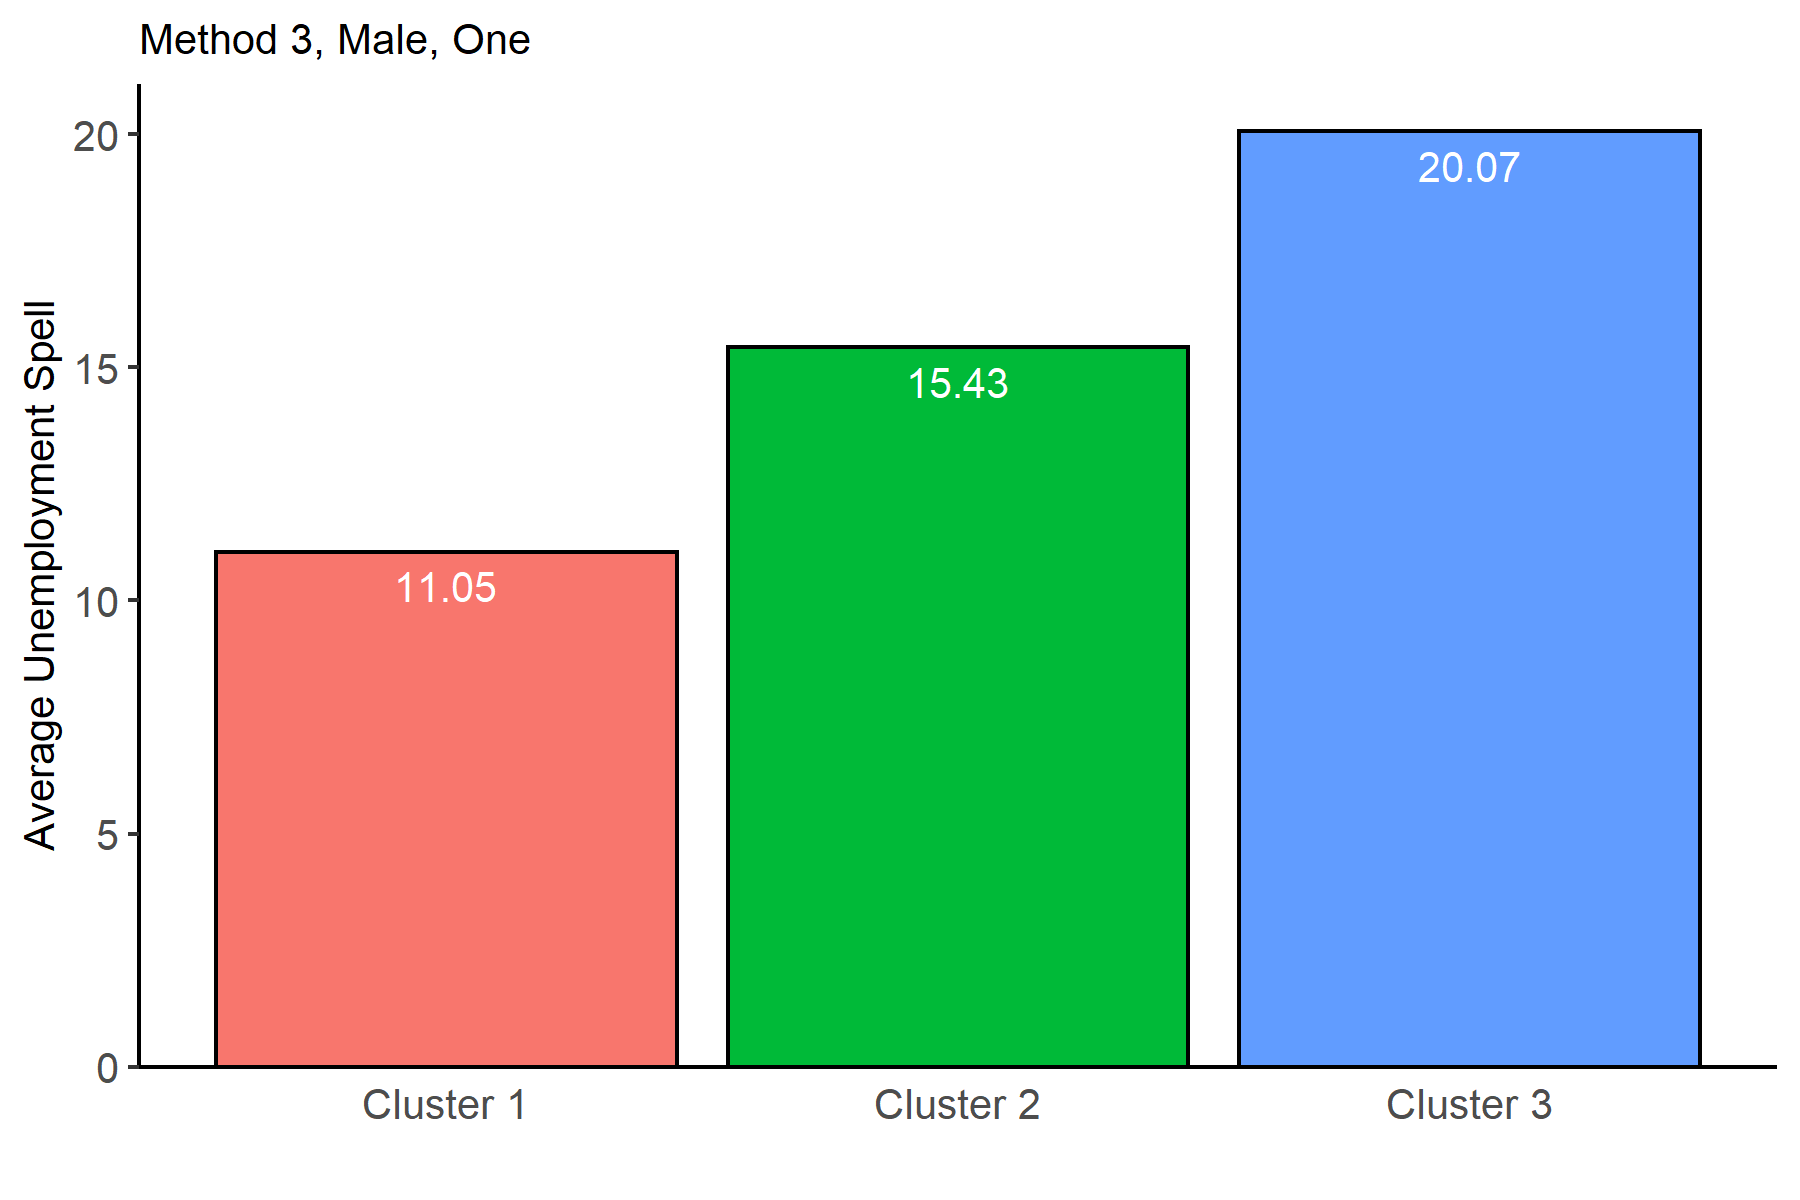 Method 3, Male, One
Average Unemployment Spell
20
15
10
5
0
11.05
15.43
20.07
Cluster 1
Cluster 2
Cluster 3